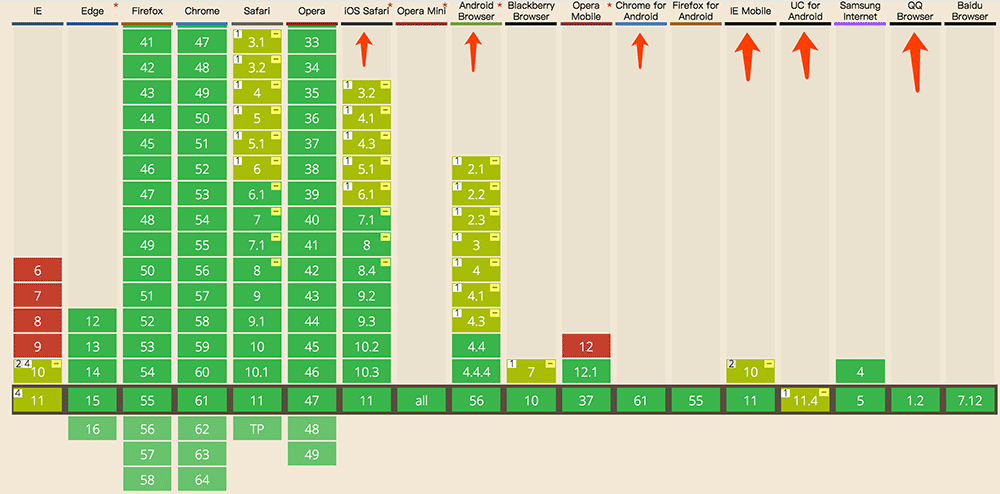 IE Edge * Firefox Chrome Safari Opera iOS Safari * Opera Mini * Android Browser * Blackberry Browser Opera Mobile * Chrome for Android Firefox for Android IE Mobile UC for Android Samsung Internet QQ Browser Baidu Browser
41 47 1 3.1 - 33
42 48 1 3.2 - 34
43 49 1 4 - 35 1 3.2 -
44 50 1 5 - 36 1 4.1 -
45 51 1 5.1 - 37 1 4.3 -
46 52 1 6 - 38 1 5.1 - 1 2.1 -
47 53 6.1 - 39 1 6.1 - 1 2.2 -
48 54 7 - 40 7.1 - 1 2.3 -
49 55 7.1 - 41 8 - 1 3 -
6 50 56 8 - 42 8.4 - 1 4 -
7 51 57 9 43 9.2 1 4.1 -
8 12 52 58 9.1 44 9.3 1 4.3 -
9 13 53 59 10 45 10.2 4.4 12
2 4 10 - 14 54 60 10.1 46 10.3 4.4.4 1 7 - 12.1 2 10 - 4
4 11 15 55 61 11 47 11 all 56 10 37 61 55 11 11.4 - 5 1.2 7.12
16 56 62 TP 48
57 63 49
58 64